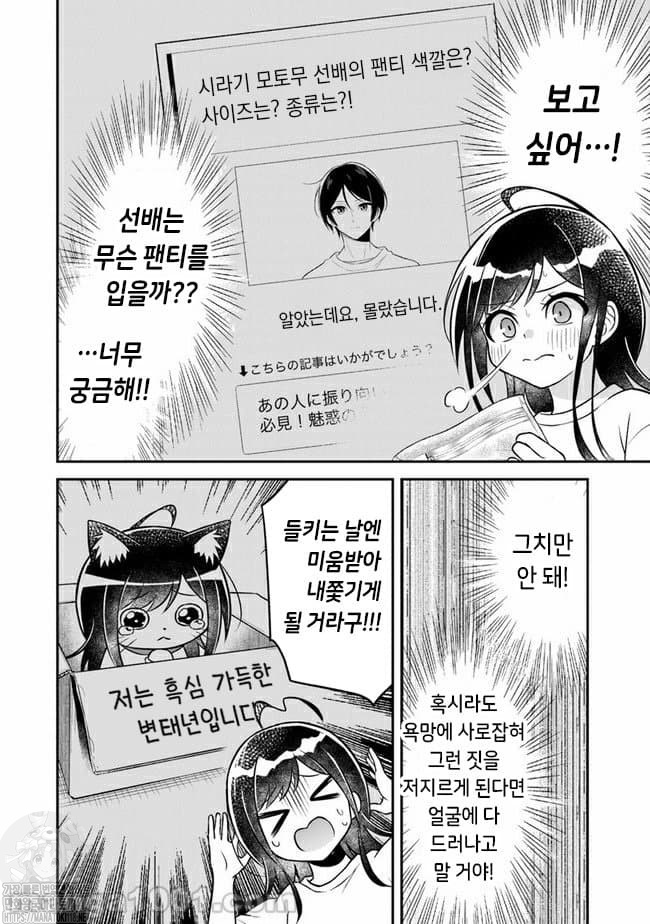 보고
싶어…!
시라기 모토무 선배의 팬티 색깔은?
사이즈는? 종류는?!
선배는
무슨 팬티를
입을까??
…너무
궁금해!!
알았는데요, 몰랐습니다.
⬇こちらの記事はいかがでしょう?
あの人に振り向
必見!魅惑の
그치만
안 돼!
혹시라도
욕망에 사로잡혀
그런 짓을
저지르게 된다면
얼굴에 다
드러나고
말 거야!
들키는 날엔
미움받아
내쫓기게
될 거라구!!!
저는 흑심 가득한
변태년입니다